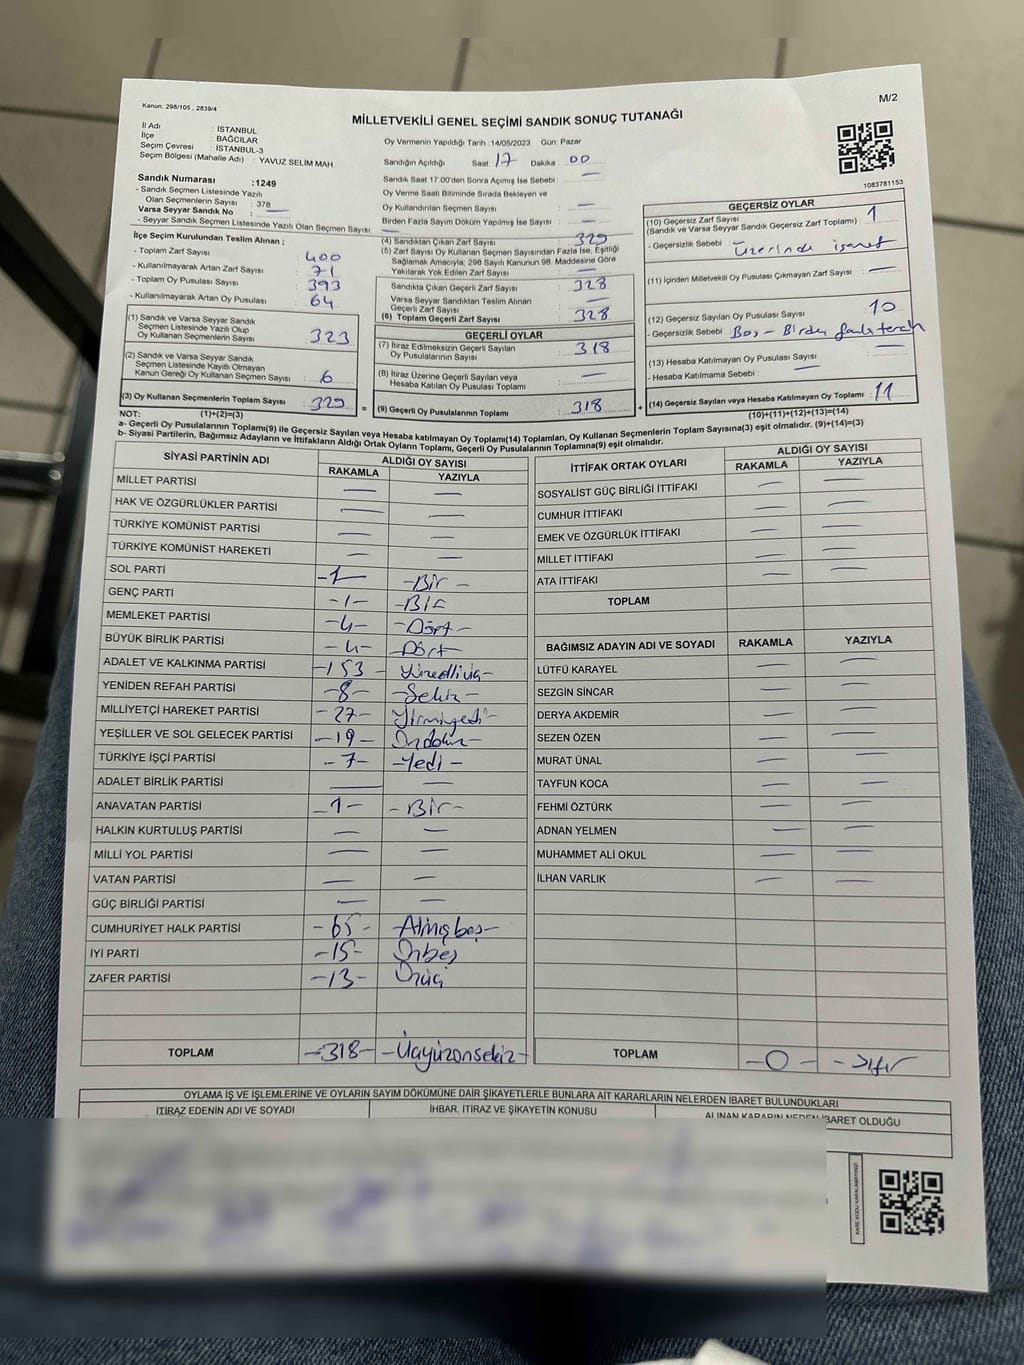 Kanun, 298/105 , 2839/4
M/2
MİLLETVEKİLİ GENEL SEÇİMİ SANDIK SONUÇ TUTANAĞI
İl Adı : İSTANBUL
İlçe : BAĞCILAR
Seçim Çevresi : İSTANBUL-3
Seçim Bölgesi (Mahalle Adı) : YAVUZ SELİM MAH.
Sandık Numarası :1249
- Sandık Seçmen Listesinde Yazılı
Olan Seçmenlerin Sayısı : 378
Varsa Seyyar Sandık No : —
- Seyyar Sandık Seçmen Listesinde Yazılı Olan Seçmen Sayısı : —
Oy Vermenin Yapıldığı Tarih :14/05/2023 Gün: Pazar
Sandığın Açıldığı Saat 17 Dakika 00
Sandık Saat 17.00'den Sonra Açılmış İse Sebebi : —
Oy Verme Saati Bitiminde Sırada Bekleyen ve
Oy Kullandırılan Seçmen Sayısı : —
Birden Fazla Sayım Döküm Yapılmış İse Sayısı : —
1083781153
İlçe Seçim Kurulundan Teslim Alınan ;
- Toplam Zarf Sayısı : 400
- Kullanılmayarak Artan Zarf Sayısı : 71
- Toplam Oy Pusulası Sayısı : 393
- Kullanılmayarak Artan Oy Pusulası : 64
(1) Sandık ve Varsa Seyyar Sandık
Seçmen Listesinde Yazılı Olup
Oy Kullanan Seçmenlerin Sayısı : 323
(2) Sandık ve Varsa Seyyar Sandık
Seçmen Listesinde Kayıtlı Olmayan
Kanun Gereği Oy Kullanan Seçmen Sayısı : 6
(3) Oy Kullanan Seçmenlerin Toplam Sayısı : 329
(1)+(2)=(3)
(4) Sandıktan Çıkan Zarf Sayısı : 329
(5) Zarf Sayısı Oy Kullanan Seçmen Sayısından Fazla İse, Eşitliği
Sağlamak Amacıyla; 298 Sayılı Kanunun 98. Maddesine Göre
Yakılarak Yok Edilen Zarf Sayısı : —
Sandıkta Çıkan Geçerli Zarf Sayısı : 328
Varsa Seyyar Sandıktan Teslim Alınan
Geçerli Zarf Sayısı : —
(6) Toplam Geçerli Zarf Sayısı : 328
GEÇERLİ OYLAR
(7) İtiraz Edilmeksizin Geçerli Sayılan
Oy Pusulalarının Sayısı : 318
(8) İtiraz Üzerine Geçerli Sayılan veya
Hesaba Katılan Oy Pusulası Toplamı : —
= (9) Geçerli Oy Pusulalarının Toplamı : 318
GEÇERSİZ OYLAR
(10) Geçersiz Zarf Sayısı
(Sandık ve Varsa Seyyar Sandık Geçersiz Zarf Toplamı) : 1
- Geçersizlik Sebebi : Üzerinde işaret
(11) İçinden Milletvekili Oy Pusulası Çıkmayan Zarf Sayısı : —
(12) Geçersiz Sayılan Oy Pusulası Sayısı : 10
- Geçersizlik Sebebi : Boş - Birden fazla tercih
(13) Hesaba Katılmayan Oy Pusulası Sayısı : —
- Hesaba Katılmama Sebebi : —
+ (14) Geçersiz Sayılan veya Hesaba Katılmayan Oy Toplamı : 11
(10)+(11)+(12)+(13)=(14)
NOT:
a- Geçerli Oy Pusulalarının Toplamı(9) ile Geçersiz Sayılan veya Hesaba katılmayan Oy Toplamı(14) Toplamları, Oy Kullanan Seçmenlerin Toplam Sayısına(3) eşit olmalıdır. (9)+(14)=(3)
b- Siyasi Partilerin, Bağımsız Adayların ve İttifakların Aldığı Ortak Oyların Toplamı, Geçerli Oy Pusulalarının Toplamına(9) eşit olmalıdır.
SİYASİ PARTİNİN ADI ALDIĞI OY SAYISI
RAKAMLA YAZIYLA
MİLLET PARTİSİ — —
HAK VE ÖZGÜRLÜKLER PARTİSİ — —
TÜRKİYE KOMÜNİST PARTİSİ — —
TÜRKİYE KOMÜNİST HAREKETİ — —
SOL PARTİ -1- -Bir-
GENÇ PARTİ -1- -Bir
MEMLEKET PARTİSİ -4- -Dört-
BÜYÜK BİRLİK PARTİSİ -4- -Dört
ADALET VE KALKINMA PARTİSİ -153- Yüzelliüç-
YENİDEN REFAH PARTİSİ -8- -Sekiz-
MİLLİYETÇİ HAREKET PARTİSİ -27- -Yirmiyedi-
YEŞİLLER VE SOL GELECEK PARTİSİ -19- Ondokuz-
TÜRKİYE İŞÇİ PARTİSİ -7- -Yedi-
ADALET BİRLİK PARTİSİ — —
ANAVATAN PARTİSİ -1- -Bir-
HALKIN KURTULUŞ PARTİSİ — —
MİLLİ YOL PARTİSİ — —
VATAN PARTİSİ — —
GÜÇ BİRLİĞİ PARTİSİ — —
CUMHURİYET HALK PARTİSİ -65- -Atmışbeş-
İYİ PARTİ -15- Onbeş
ZAFER PARTİSİ -13- Onüç
TOPLAM -318- -Üçyüzonsekiz-
İTTİFAK ORTAK OYLARI ALDIĞI OY SAYISI
RAKAMLA YAZIYLA
SOSYALİST GÜÇ BİRLİĞİ İTTİFAKI — —
CUMHUR İTTİFAKI — —
EMEK VE ÖZGÜRLÜK İTTİFAKI — —
MİLLET İTTİFAKI — —
ATA İTTİFAKI — —
TOPLAM
BAĞIMSIZ ADAYIN ADI VE SOYADI RAKAMLA YAZIYLA
LÜTFÜ KARAYEL — —
SEZGİN SİNCAR — —
DERYA AKDEMİR — —
SEZEN ÖZEN — —
MURAT ÜNAL — —
TAYFUN KOCA — —
FEHMİ ÖZTÜRK — —
ADNAN YELMEN — —
MUHAMMET ALİ OKUL — —
İLHAN VARLIK — —
TOPLAM -0- -Sıfır
OYLAMA İŞ VE İŞLEMLERİNE VE OYLARIN SAYIM DÖKÜMÜNE DAİR ŞİKAYETLERLE BUNLARA AİT KARARLARIN NELERDEN İBARET BULUNDUKLARI
İTİRAZ EDENİN ADI VE SOYADI İHBAR, İTİRAZ VE ŞİKAYETİN KONUSU ALINAN KARARIN NEDEN İBARET OLDUĞU
KARE KODU KARALAMAYINIZ!